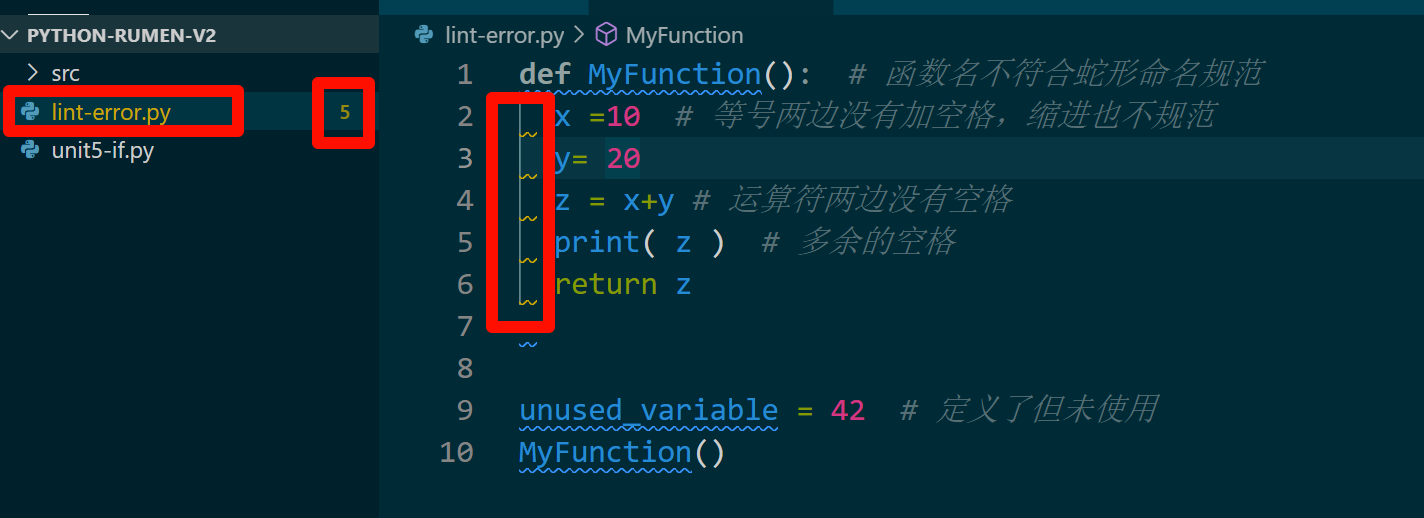 PYTHON-RUMEN-V2
src
lint-error.py 5
unit5-if.py
lint-error.py > MyFunction
1 def MyFunction():  # 函数名不符合蛇形命名规范
2   x =10  # 等号两边没有加空格，缩进也不规范
3   y= 20
4   z = x+y # 运算符两边没有空格
5   print( z )  # 多余的空格
6   return z
7
8
9 unused_variable = 42  # 定义了但未使用
10 MyFunction()